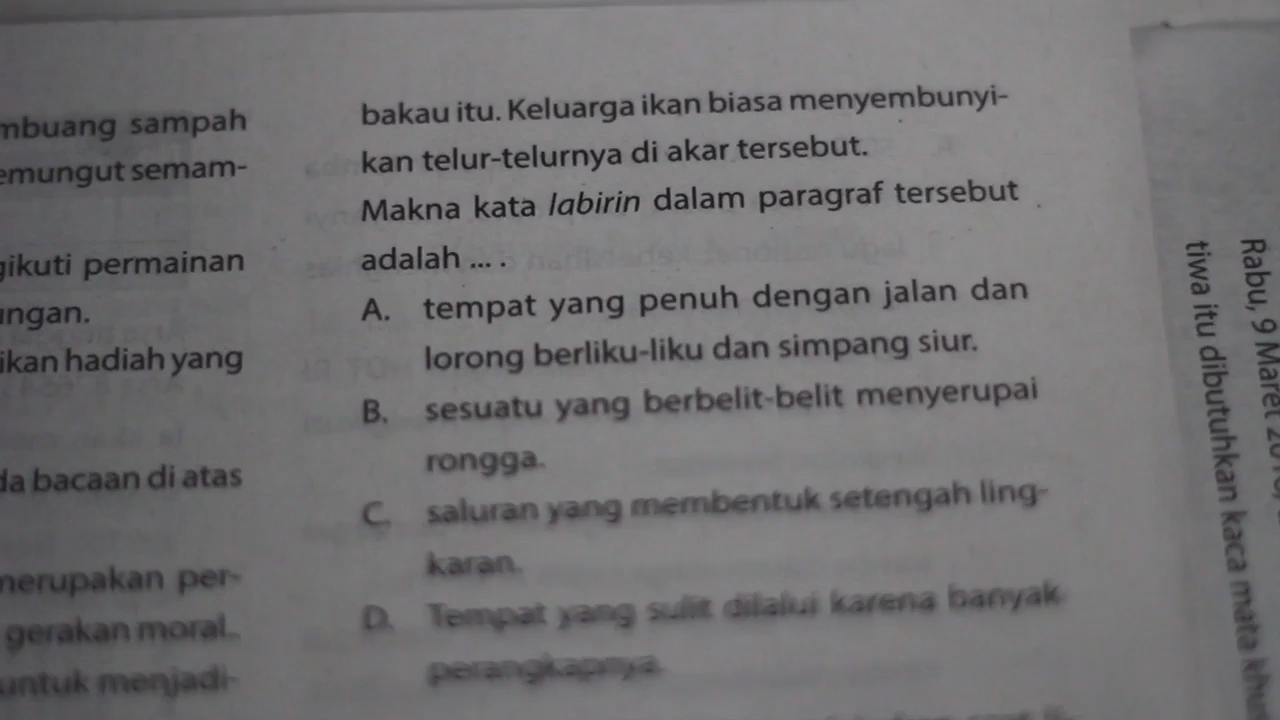 mbuang sampah
emungut semam-
gikuti permainan
ngan.
ikan hadiah yang
da bacaan di atas
nerupakan per-
gerakan moral.
untuk menjadi-
bakau itu. Keluarga ikan biasa menyembunyi-
kan telur-telurnya di akar tersebut.
Makna kata labirin dalam paragraf tersebut
adalah ... .
A. tempat yang penuh dengan jalan dan
lorong berliku-liku dan simpang siur.
B. sesuatu yang berbelit-belit menyerupai
rongga.
C. saluran yang membentuk setengah ling-
karan.
D. Tempat yang sulit dilalui karena banyak
perangkapnya.
Rabu, 9 Maret
tiwa itu dibutuhkan kaca mata khus